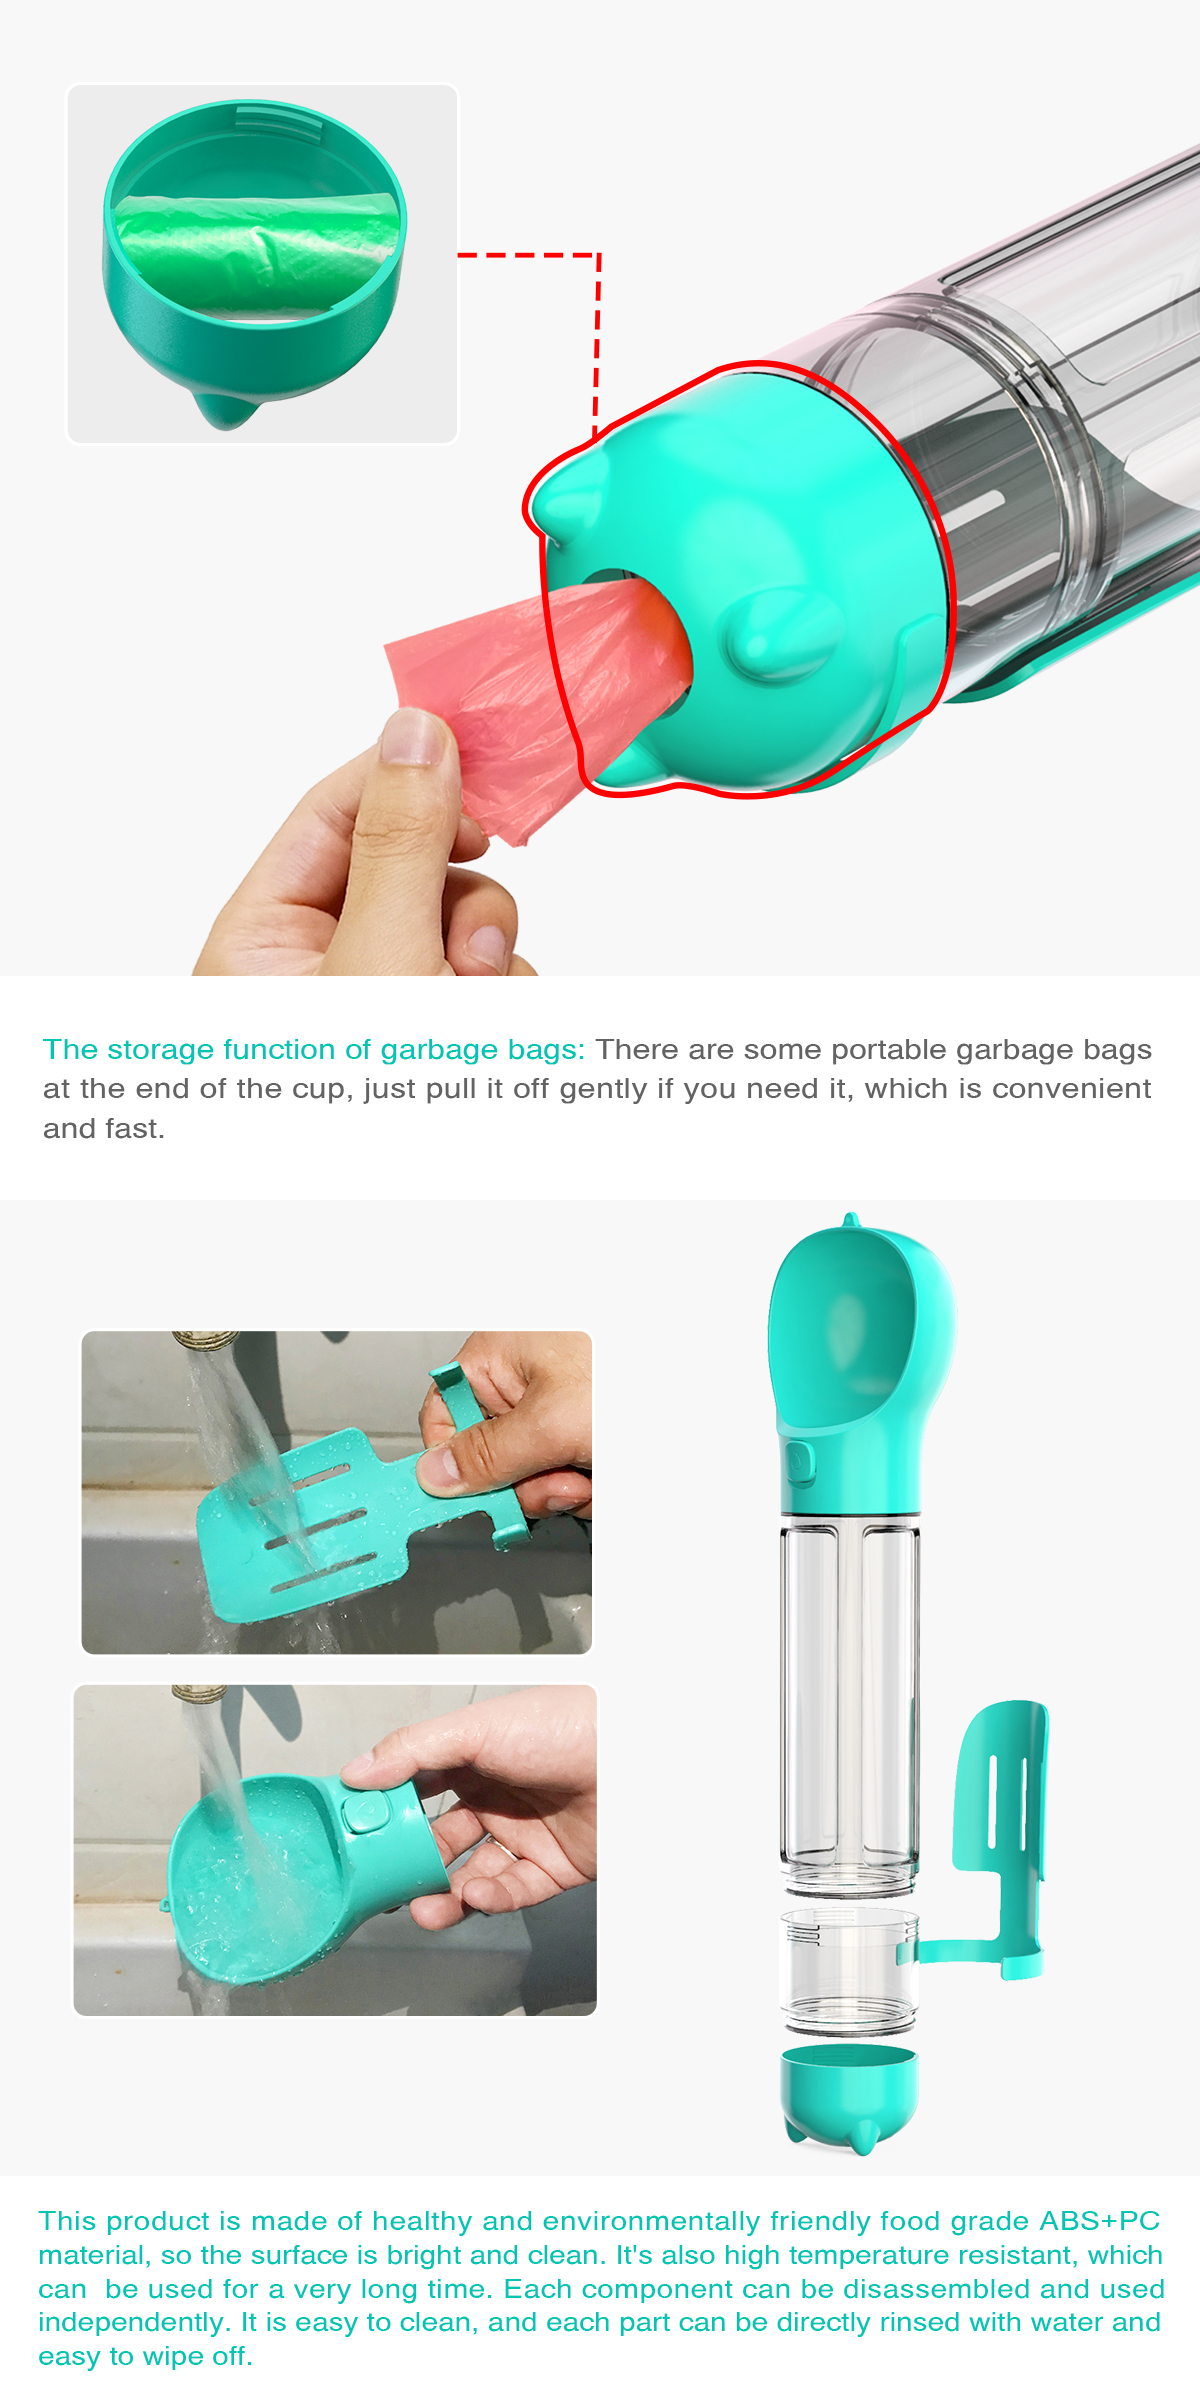 The storage function of garbage bags: There are some portable garbage bags
at the end of the cup, just pull it off gently if you need it, which is convenient
and fast.
This product is made of healthy and environmentally friendly food grade ABS+PC
material, so the surface is bright and clean. It's also high temperature resistant, which
can  be used for a very long time. Each component can be disassembled and used
independently. It is easy to clean, and each part can be directly rinsed with water and
easy to wipe off.